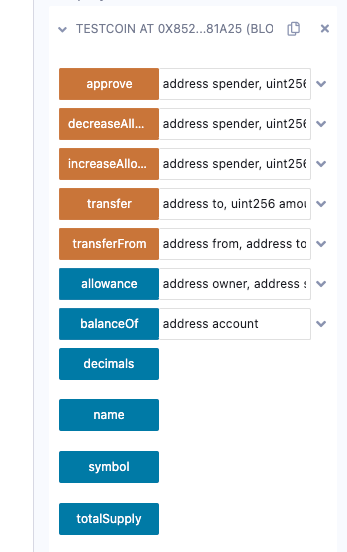 TESTCOIN AT 0X852...81A25 (BLO
approve address spender, uint256
decreaseAll... address spender, uint256
increaseAllo... address spender, uint256
transfer address to, uint256 amou
transferFrom address from, address to
allowance address owner, address s
balanceOf address account
decimals
name
symbol
totalSupply